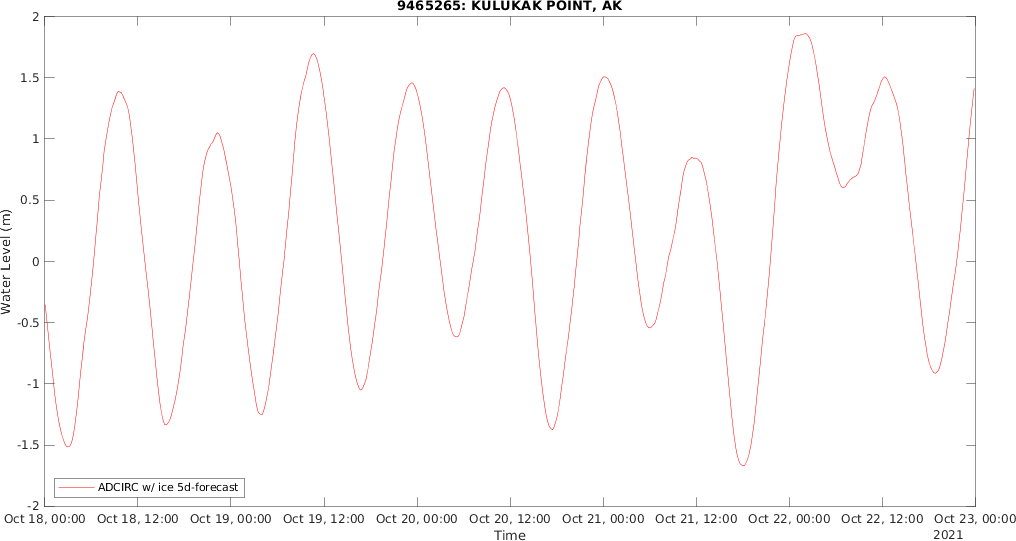 9465265: KULUKAK POINT, AK
Water Level (m)
2
1.5
1
0.5
0
-0.5
-1
-1.5
-2
ADCIRC w/ ice 5d-forecast
Oct 18, 00:00 Oct 18, 12:00 Oct 19, 00:00 Oct 19, 12:00 Oct 20, 00:00 Oct 20, 12:00 Oct 21, 00:00 Oct 21, 12:00 Oct 22, 00:00 Oct 22, 12:00 Oct 23, 00:00
Time
2021